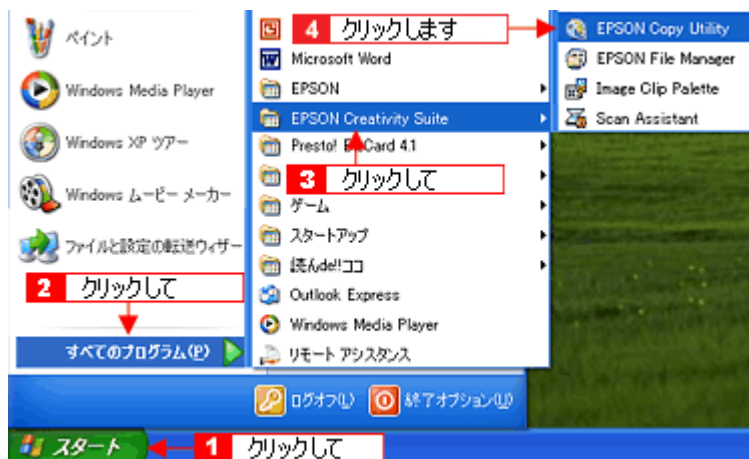 ペイント
Windows Media Player
Windows XP ツアー
Windows ムービー メーカー
ファイルと設定の転送ウィザー
2 クリックして
すべてのプログラム(P)
4 クリックします
Microsoft Word
EPSON
EPSON Creativity Suite
Presto! Card 4.1
3 クリックして
ゲーム
スタートアップ
読んde!!ココ
Outlook Express
Windows Media Player
リモート アシスタンス
EPSON Copy Utility
EPSON File Manager
Image Clip Palette
Scan Assistant
ログオフ(L)
終了オプション(U)
スタート
1 クリックして